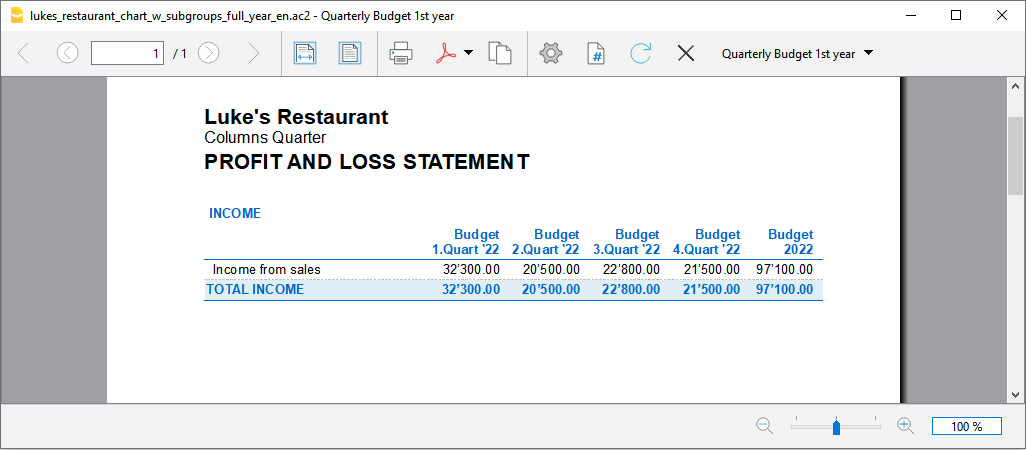 lukes_restaurant_chart_w_subgroups_full_year_en.ac2 - Quarterly Budget 1st year
1 / 1 # Quarterly Budget 1st year
Luke's Restaurant
Columns Quarter
PROFIT AND LOSS STATEMENT
INCOME
Budget Budget Budget Budget Budget
1.Quart '22 2.Quart '22 3.Quart '22 4.Quart '22 2022
Income from sales 32'300.00 20'500.00 22'800.00 21'500.00 97'100.00
TOTAL INCOME 32'300.00 20'500.00 22'800.00 21'500.00 97'100.00
100 %